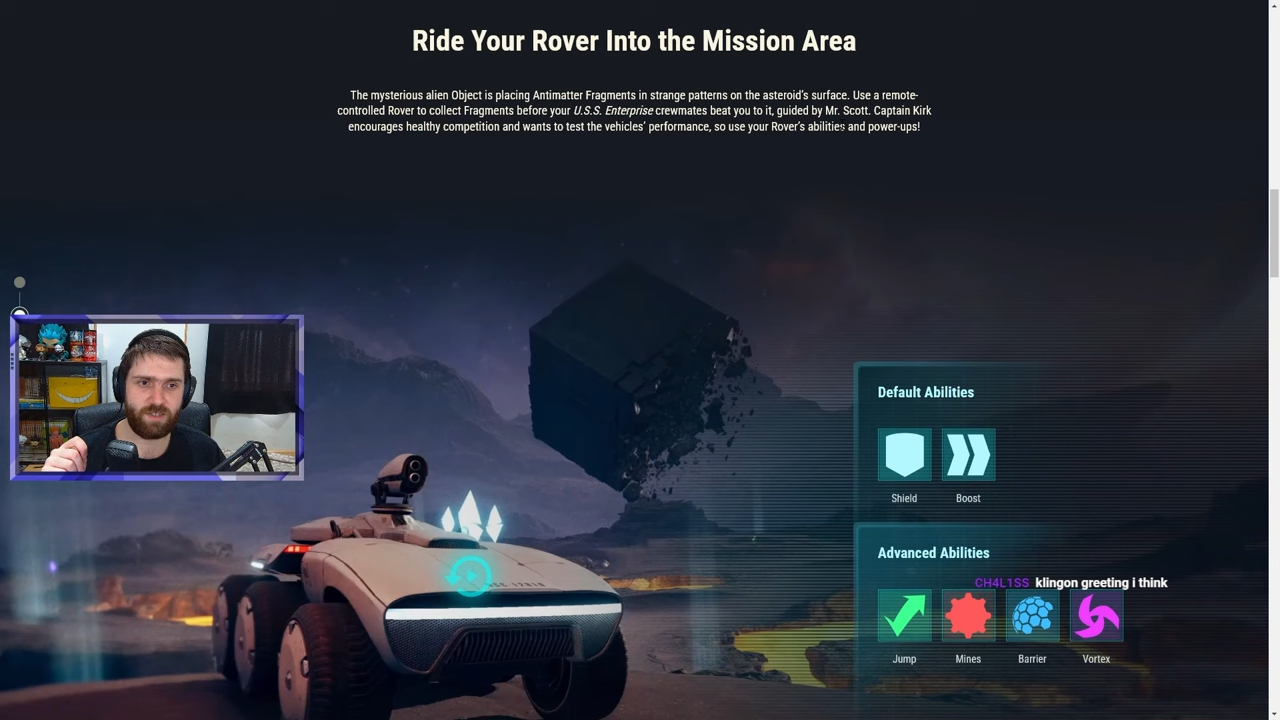 Ride Your Rover Into the Mission Area
The mysterious alien Object is placing Antimatter Fragments in strange patterns on the asteroid's surface. Use a remote-
controlled Rover to collect Fragments before your U.S.S. Enterprise crewmates beat you to it, guided by Mr. Scott. Captain Kirk
encourages healthy competition and wants to test the vehicles' performance, so use your Rover's abilities and power-ups!
Default Abilities
Shield Boost
Advanced Abilities
CH4L1SS klingon greeting i think
Jump Mines Barrier Vortex